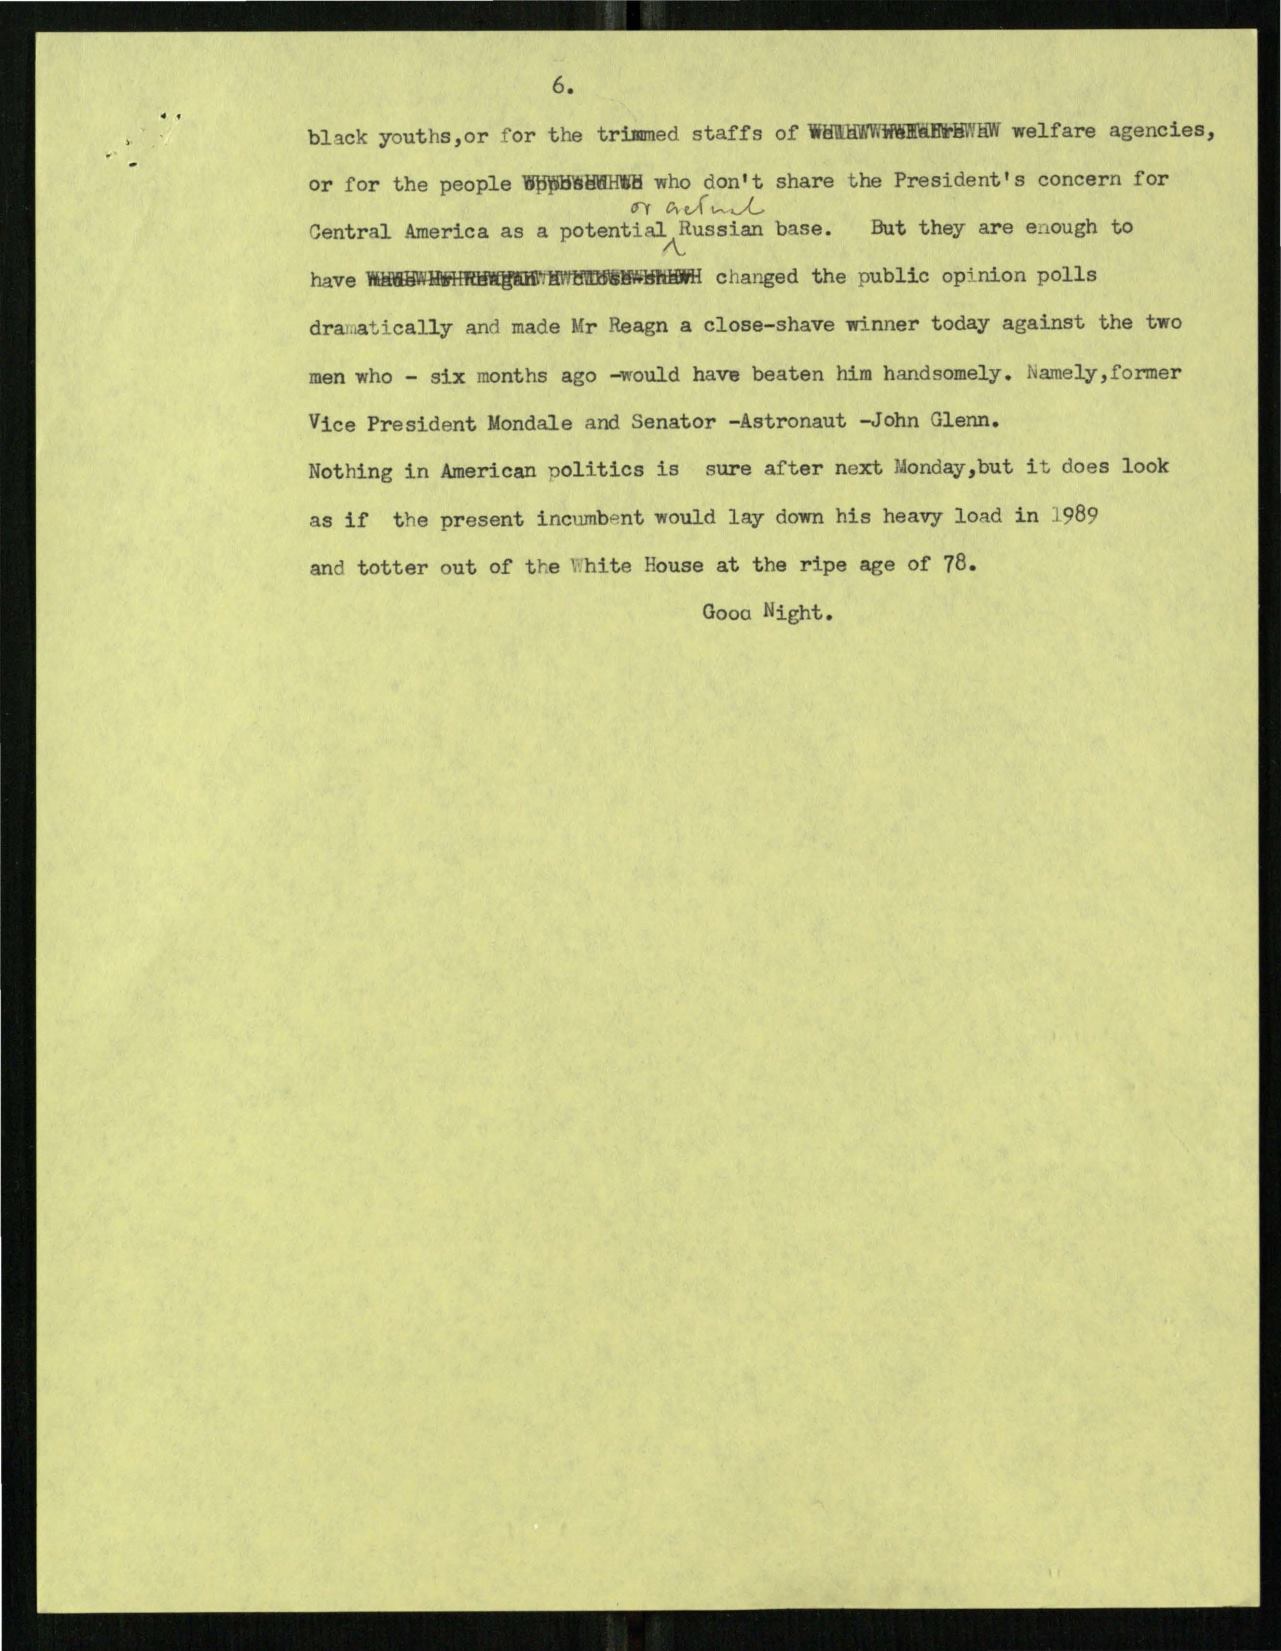 6.
black youths,or for the trimmed staffs of welfare agencies,
or for the people who don't share the President's concern for
or actual
Central America as a potential Russian base. But they are enough to
have changed the public opinion polls
dramatically and made Mr Reagn a close-shave winner today against the two
men who - six months ago -would have beaten him handsomely. Namely,former
Vice President Mondale and Senator -Astronaut -John Glenn.
Nothing in American politics is sure after next Monday,but it does look
as if the present incumbent would lay down his heavy load in 1989
and totter out of the White House at the ripe age of 78.
Good Night.